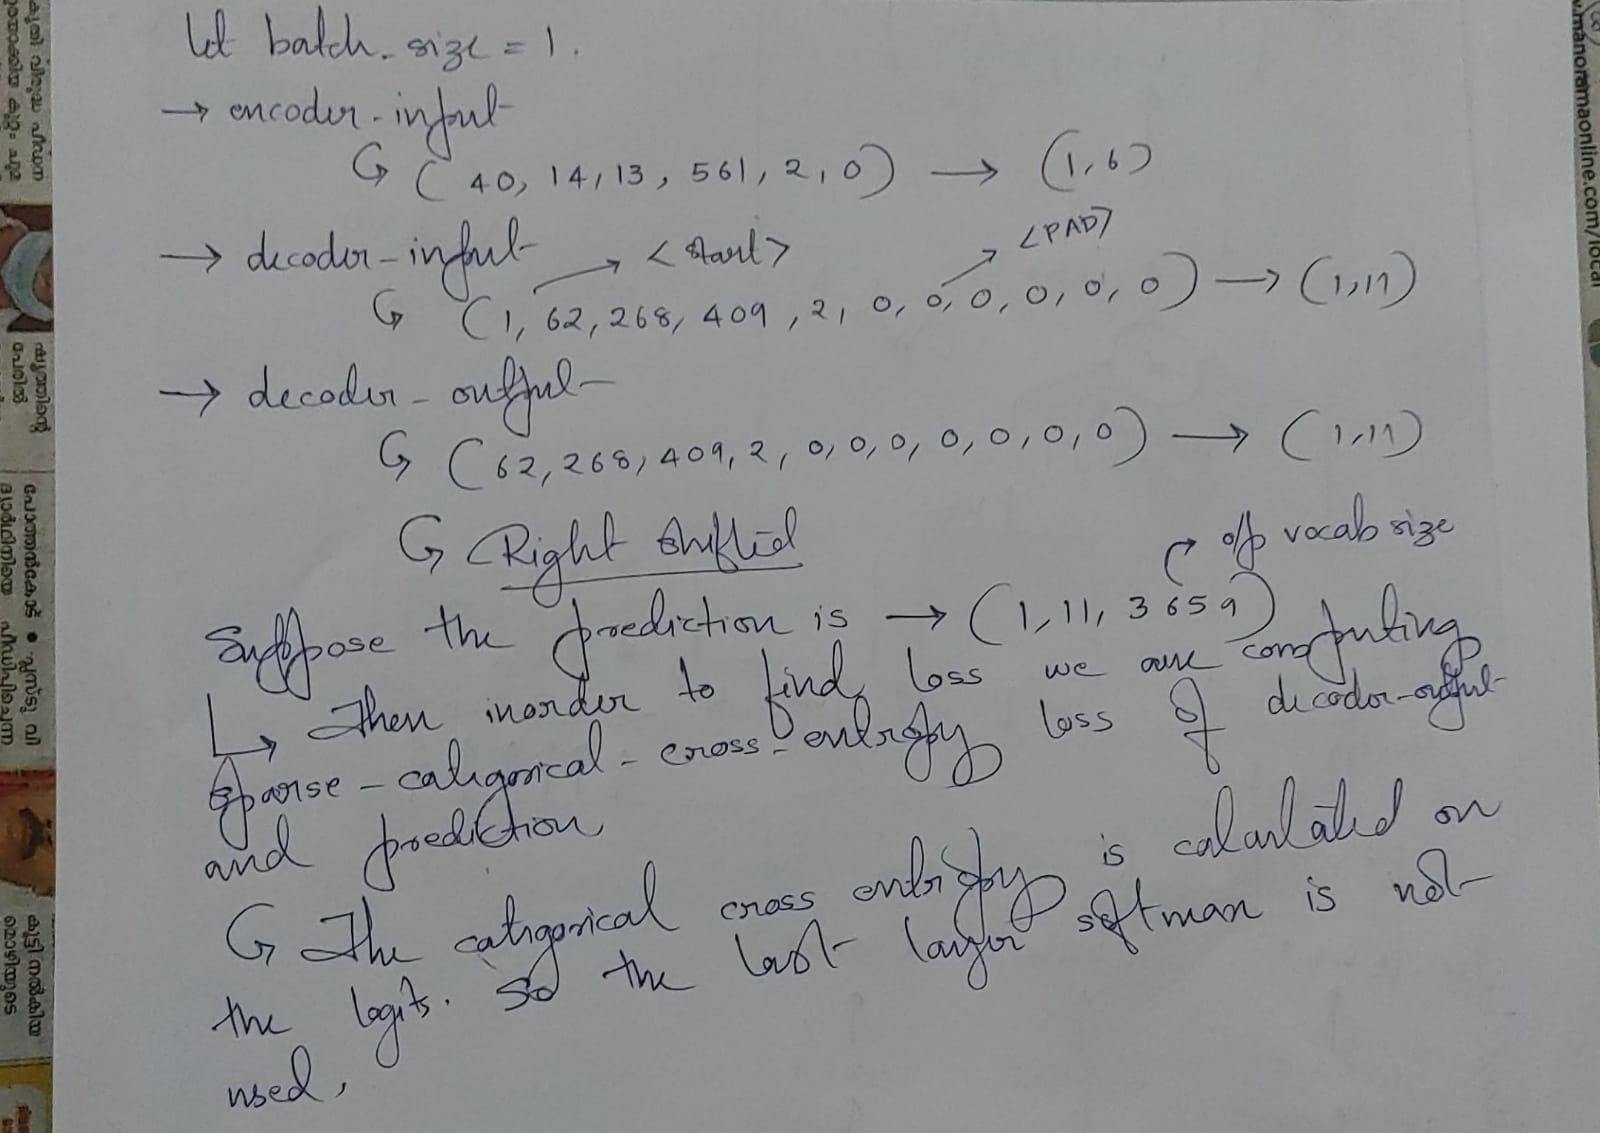 Let batch_size = 1.
→ encoder-input
↳ (40, 14, 13, 561, 2, 0) → (1,6)
→ decoder-input <start> <PAD>
↳ (1, 62, 268, 409, 2, 0, 0, 0, 0, 0, 0) → (1,11)
→ decoder-output
↳ (62, 268, 409, 2, 0, 0, 0, 0, 0, 0, 0) → (1,11)
↳ Right shifted
o/p vocab size
Suppose the prediction is → (1, 11, 3659)
↳ Then inorder to find loss we are computing
sparse-categorical-cross-entropy loss of decoder-output
and prediction
↳ The categorical cross entropy is calculated on
the logits. So the last layer softmax is not
used,
manoramaonline.com/local